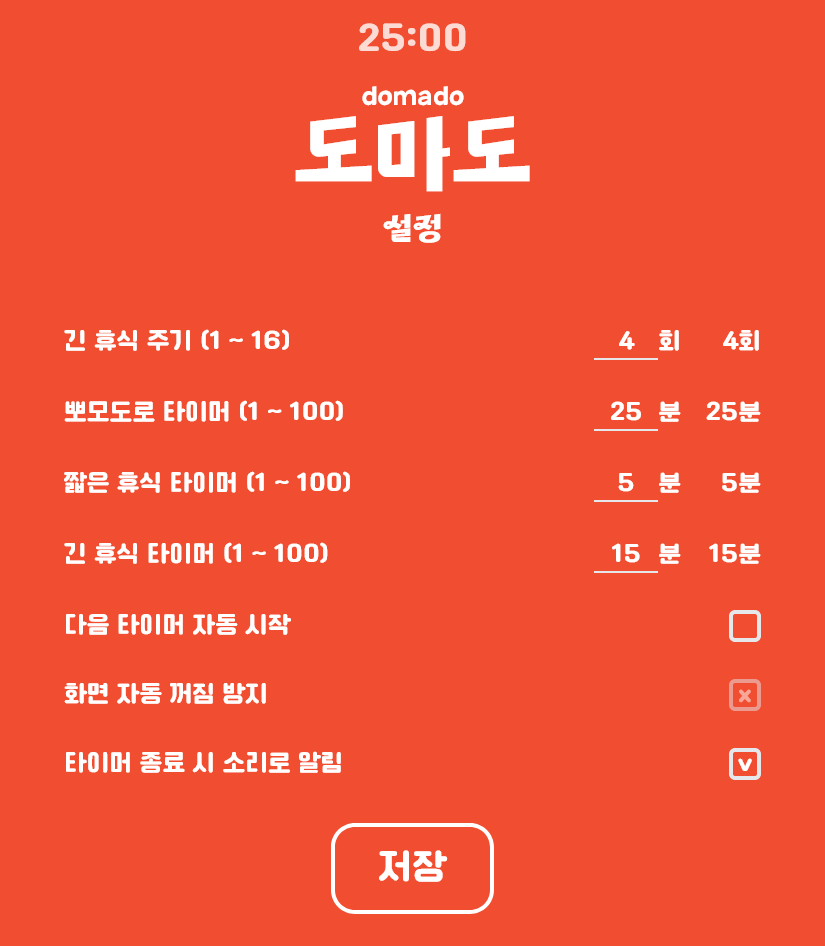 25:00
domado
도마도
설정
긴 휴식 주기 (1 ~ 16) 4 회 4회
뽀모도로 타이머 (1 ~ 100) 25 분 25분
짧은 휴식 타이머 (1 ~ 100) 5 분 5분
긴 휴식 타이머 (1 ~ 100) 15 분 15분
다음 타이머 자동 시작
화면 자동 꺼짐 방지 x
타이머 종료 시 소리로 알림 v
저장